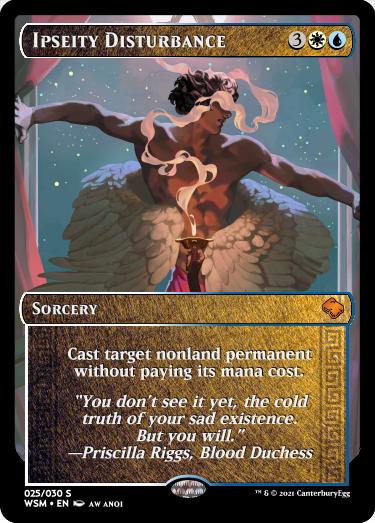 Ipseity Disturbance 3
Sorcery
Cast target nonland permanent
without paying its mana cost.
"You don't see it yet, the cold
truth of your sad existence.
But you will."
—Priscilla Riggs, Blood Duchess
025/030 S
WSM • EN AW ANOI
™ & © 2021 CanterburyEgg